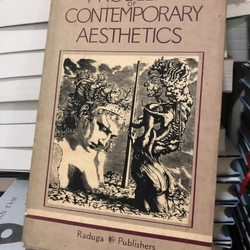 OF
CONTEMPORARY
AESTHETICS
Raduga Publishers